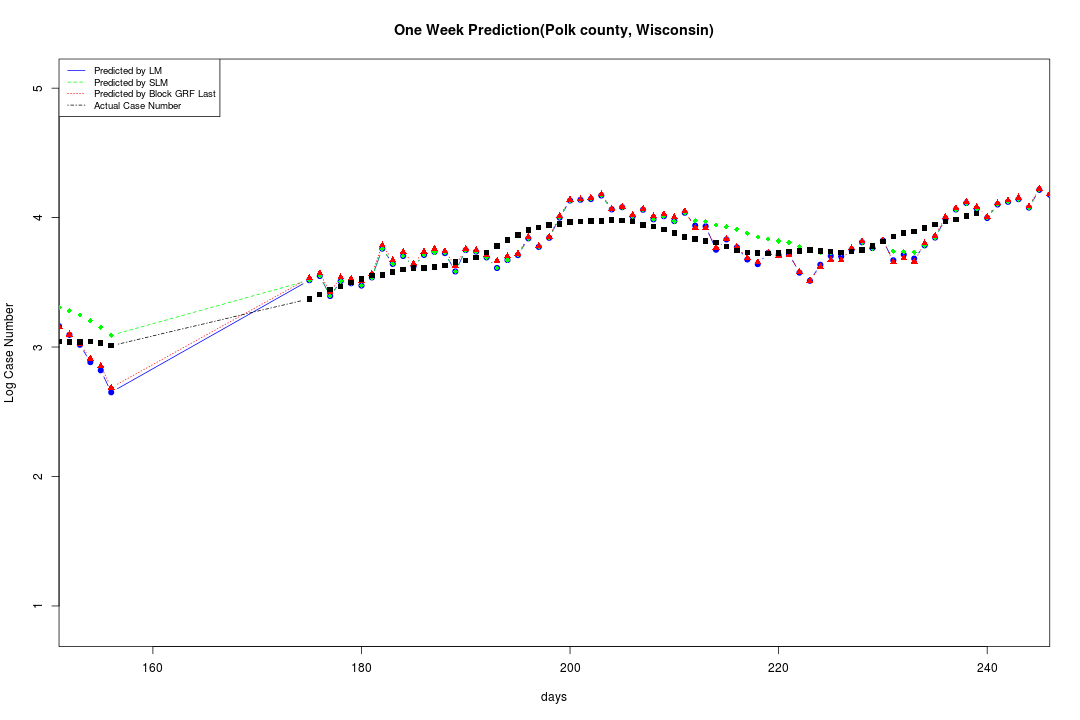 One Week Prediction(Polk county, Wisconsin)
Predicted by LM
Predicted by SLM
Predicted by Block GRF Last
Actual Case Number
5
4
3
2
1
Log Case Number
160 180 200 220 240
days